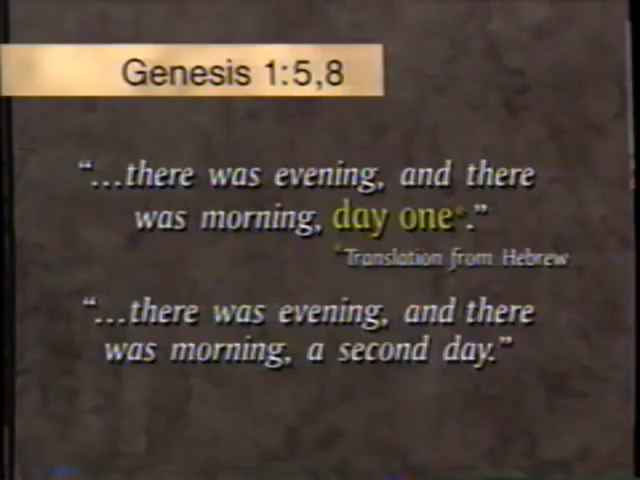 Genesis 1:5,8
“...there was evening, and there
was morning, day one*.”
*Translation from Hebrew
“...there was evening, and there
was morning, a second day.”